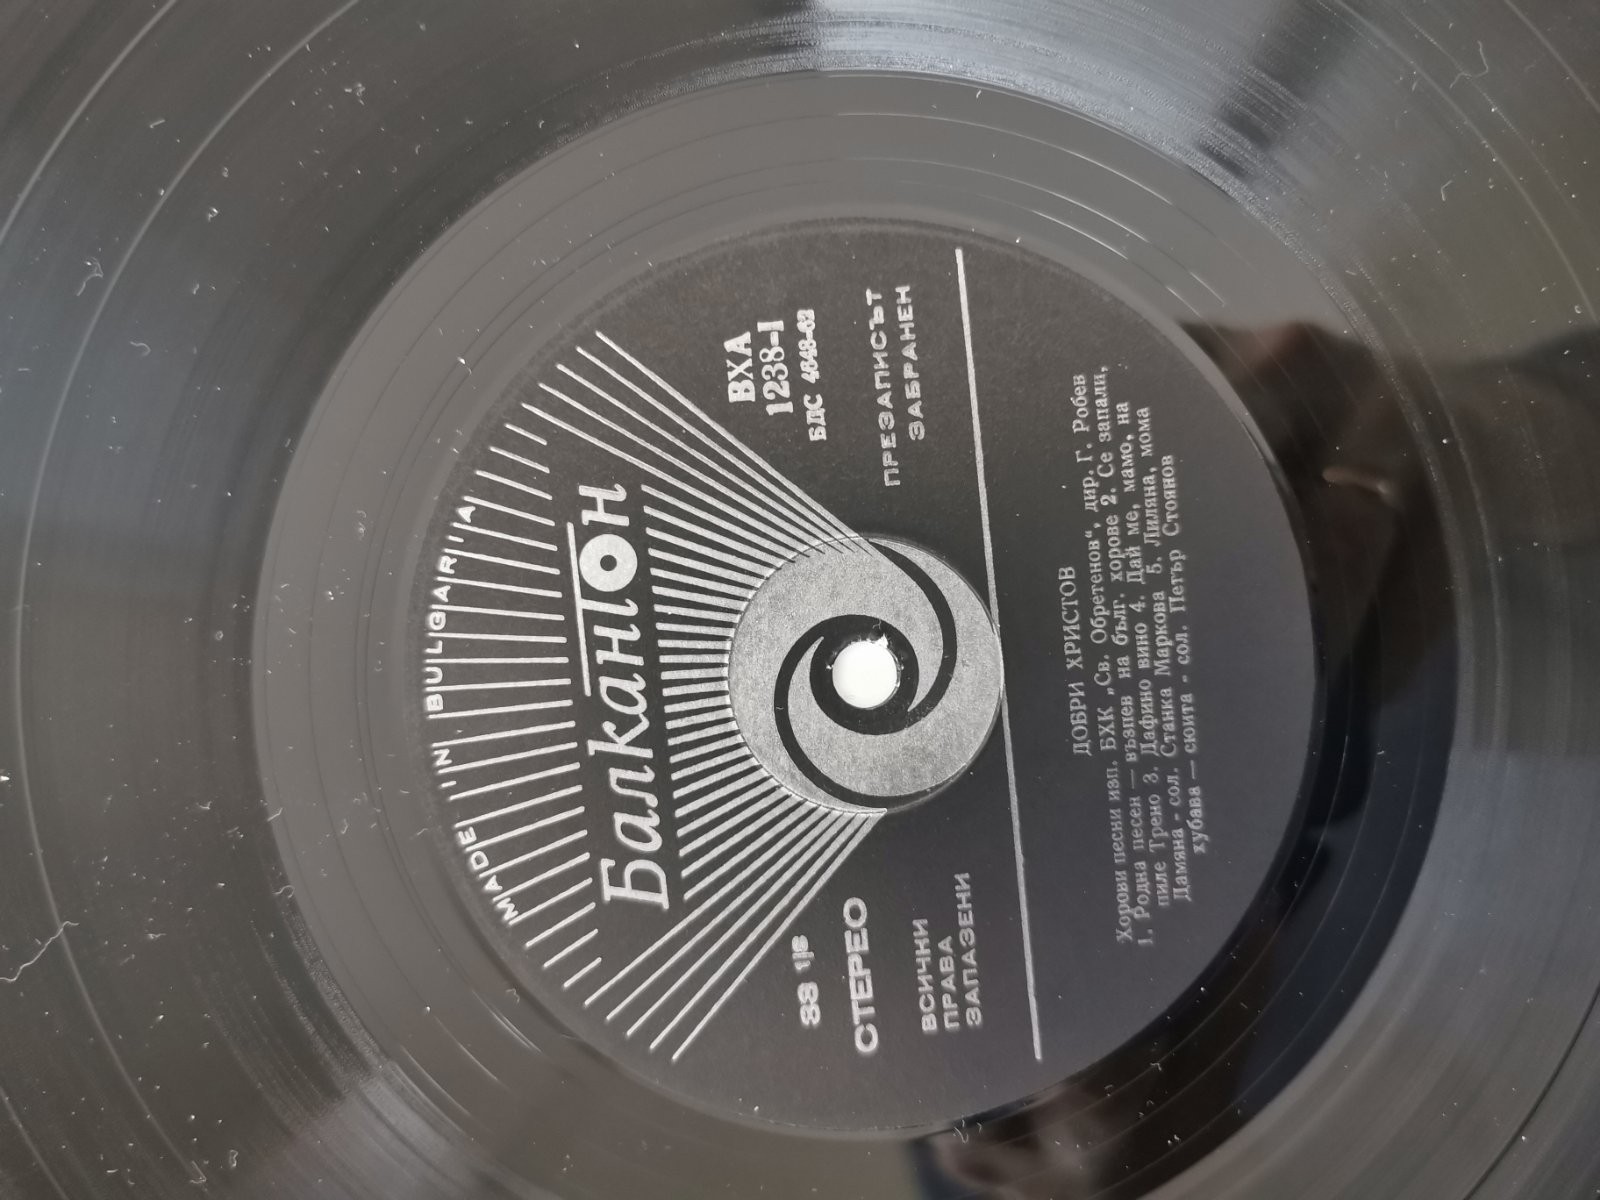 MADE IN BULGARIA
Балкантон
33 1/3
СТЕРЕО
ВСИЧКИ
ПРАВА
ЗАПАЗЕНИ
ВХА
1238-I
БДС 4648-62
ПРЕЗАПИСЪТ
ЗАБРАНЕН
ДОБРИ ХРИСТОВ
Хорови песни изп. БХК „Св. Обретенов“, дир. Г. Робев
1. Родна песен — възпев на бълг. хорове 2. Се запали,
пиле Трено 3. Дафино вино 4. Дай ме, мамо, на
Дамяна - сол. Станка Маркова 5. Лиляна, мома
хубава — сюита - сол. Петър Стоянов